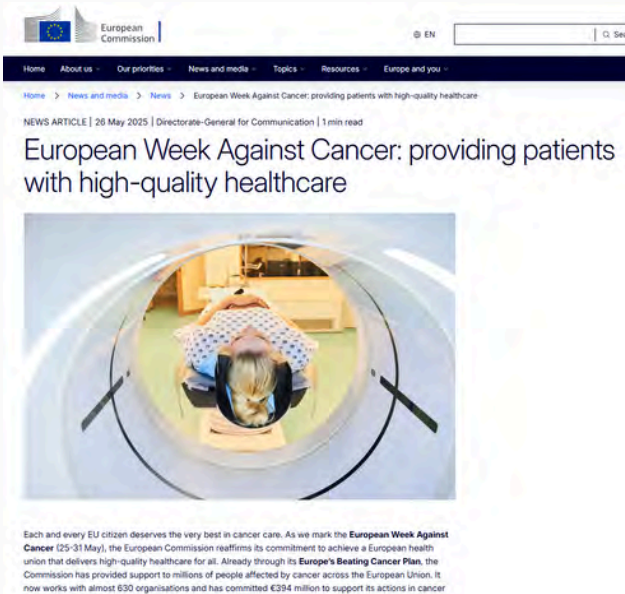 European
Commission
EN
Sea
Home About us Our priorities News and media Topics Resources Europe and you
Home > News and media > News > European Week Against Cancer: providing patients with high-quality healthcare
NEWS ARTICLE | 26 May 2025 | Directorate-General for Communication | 1 min read
European Week Against Cancer: providing patients
with high-quality healthcare
Each and every EU citizen deserves the very best in cancer care. As we mark the European Week Against
Cancer (25-31 May), the European Commission reaffirms its commitment to achieve a European health
union that delivers high-quality healthcare for all. Already through its Europe's Beating Cancer Plan, the
Commission has provided support to millions of people affected by cancer across the European Union. It
now works with almost 630 organisations and has committed €394 million to support its actions in cancer